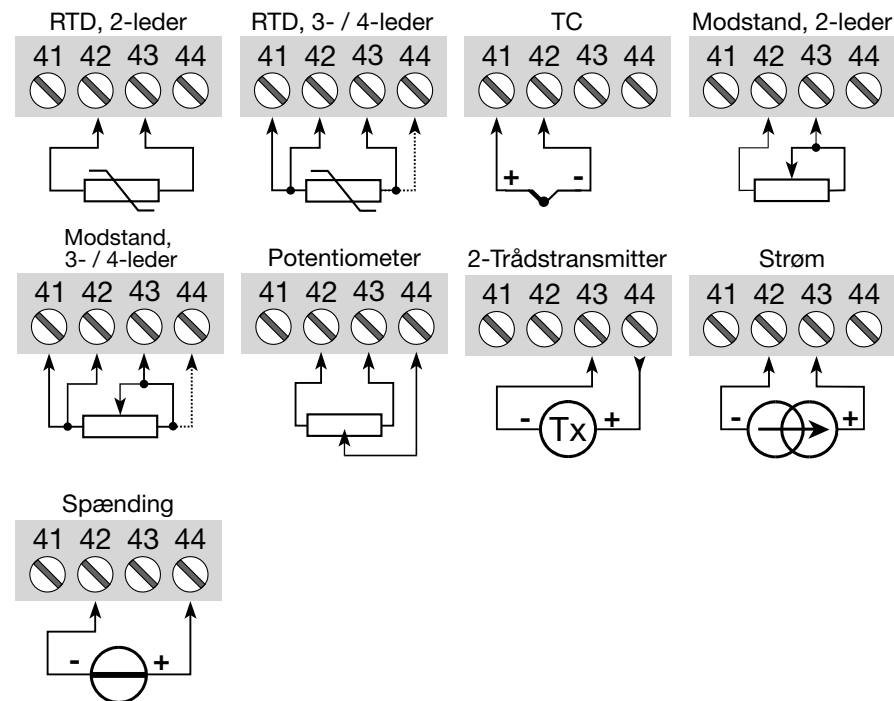 RTD, 2-leder
41 42 43 44
RTD, 3- / 4-leder
41 42 43 44
TC
41 42 43 44
+ -
Modstand, 2-leder
41 42 43 44
Modstand,
3- / 4-leder
41 42 43 44
Potentiometer
41 42 43 44
2-Trådstransmitter
41 42 43 44
- Tx +
Strøm
41 42 43 44
- +
Spænding
41 42 43 44
- +